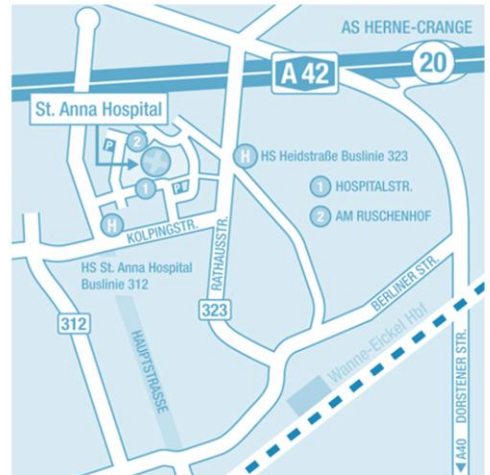 AS HERNE-CRANGE
A 42
20
St. Anna Hospital
P
2
H
HS Heidstraße Buslinie 323
1
P
1
HOSPITALSTR.
2
AM RUSCHENHOF
H
KOLPINGSTR.
RATHAUSSTR.
HS St. Anna Hospital
Buslinie 312
BERLINER STR.
323
312
HAUPTSTRASSE
Wanne-Eickel Hbf
DORSTENER STR.
A40